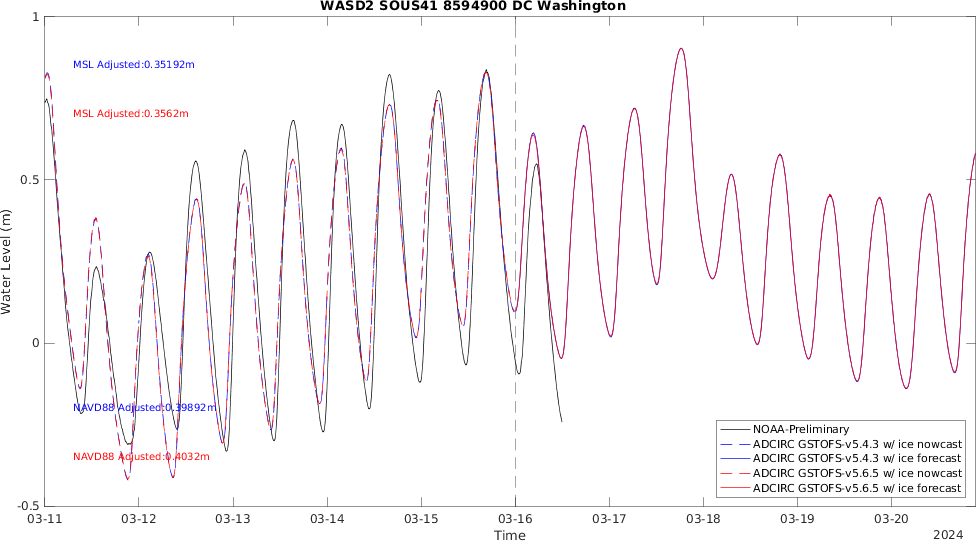 WASD2 SOUS41 8594900 DC Washington
1
MSL Adjusted:0.35192m
MSL Adjusted:0.3562m
0.5
Water Level (m)
0
NAVD88 Adjusted:0.39892m
NAVD88 Adjusted:0.4032m
-0.5
NOAA-Preliminary
ADCIRC GSTOFS-v5.4.3 w/ ice nowcast
ADCIRC GSTOFS-v5.4.3 w/ ice forecast
ADCIRC GSTOFS-v5.6.5 w/ ice nowcast
ADCIRC GSTOFS-v5.6.5 w/ ice forecast
03-11 03-12 03-13 03-14 03-15 03-16 03-17 03-18 03-19 03-20
Time
2024